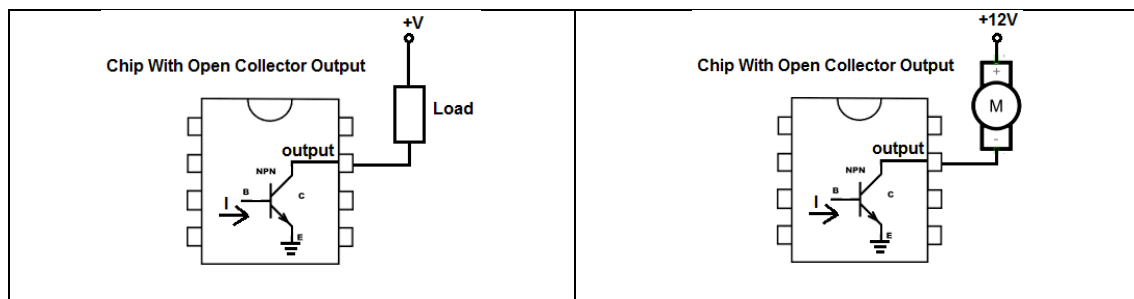 +V
Chip With Open Collector Output
Load
output
NPN
B
C
I
E
+12V
Chip With Open Collector Output
+
M
-
output
NPN
B
C
I
E